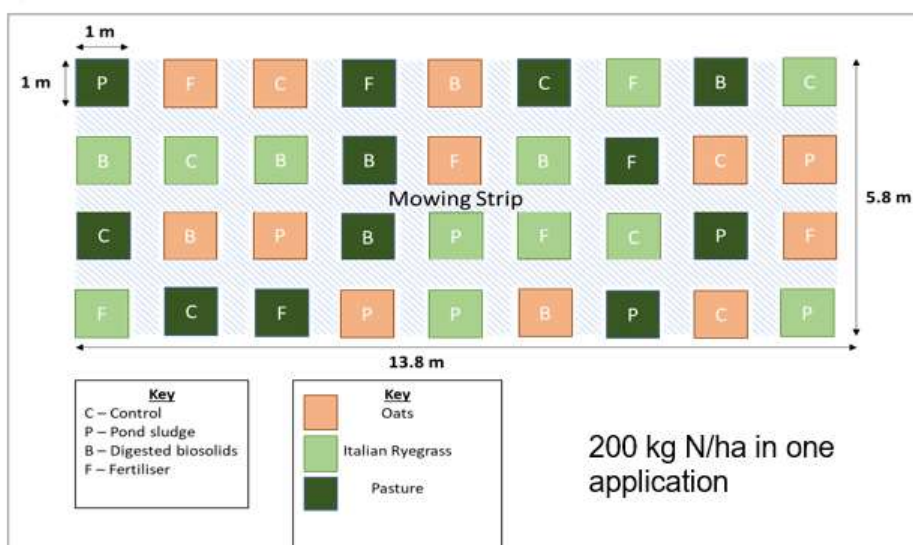 1 m
1 m
P F C F B C F B C
B C B B F B F C P
Mowing Strip
5.8 m
C B P B P F C P F
F C F P P B P C P
13.8 m
Key
C – Control
P – Pond sludge
B – Digested biosolids
F – Fertiliser
Key
Oats
Italian Ryegrass
Pasture
200 kg N/ha in one
application